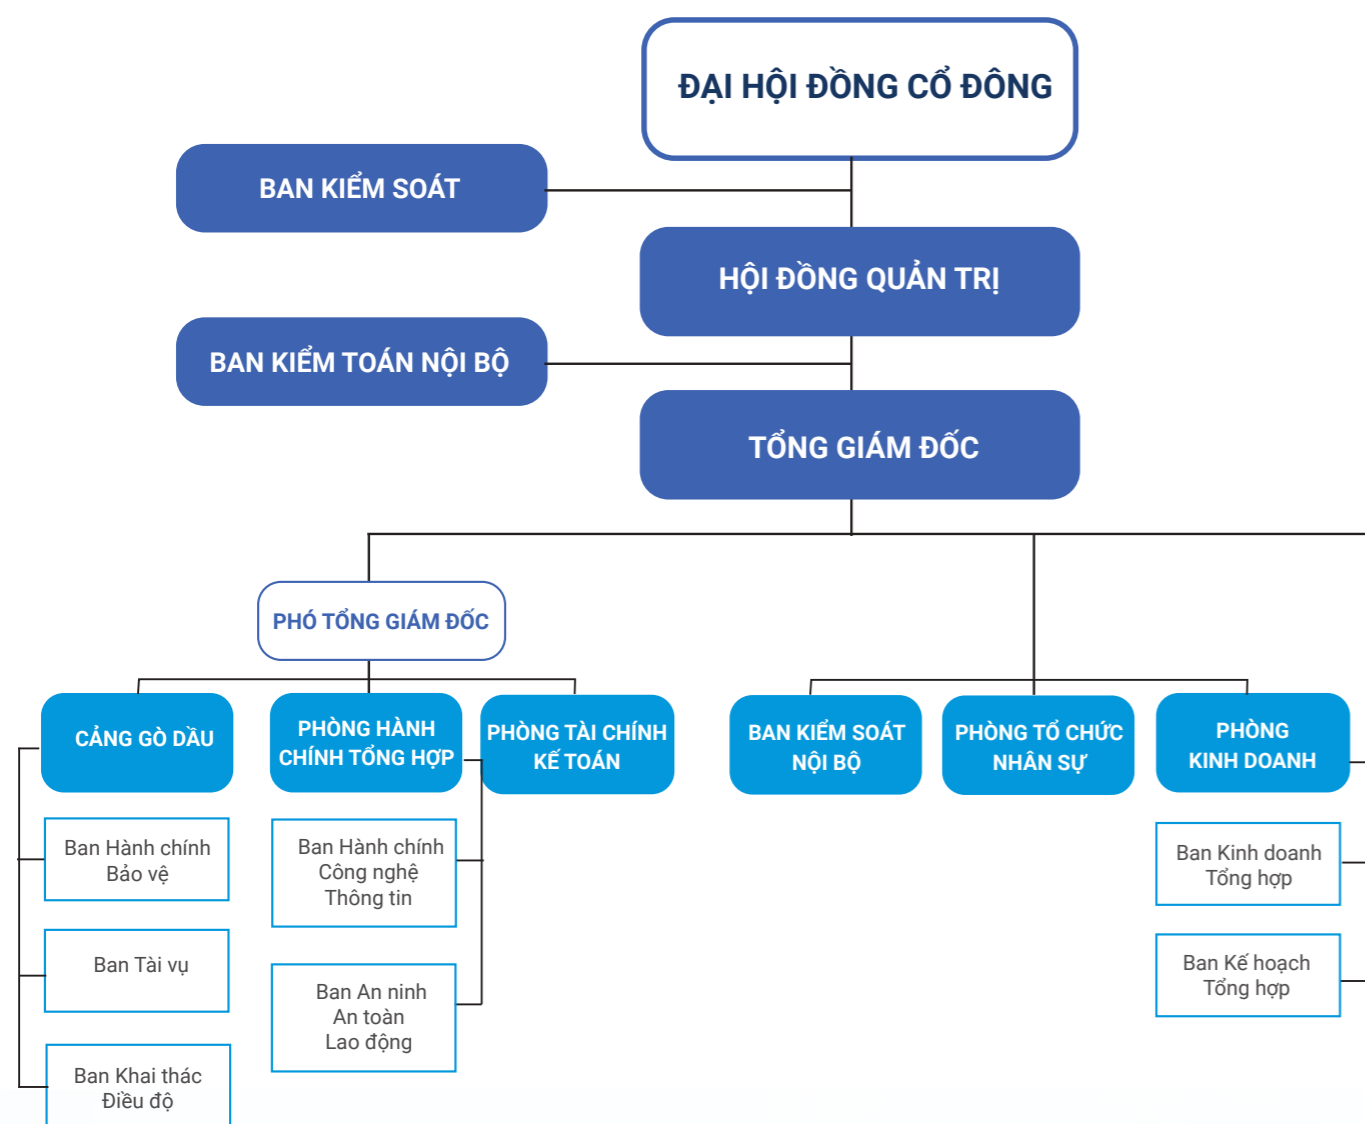 ĐẠI HỘI ĐỒNG CỔ ĐÔNG
BAN KIỂM SOÁT
HỘI ĐỒNG QUẢN TRỊ
BAN KIỂM TOÁN NỘI BỘ
TỔNG GIÁM ĐỐC
PHÓ TỔNG GIÁM ĐỐC
CẢNG GÒ DẦU
Ban Hành chính
Bảo vệ
Ban Tài vụ
Ban Khai thác
Điều độ
PHÒNG HÀNH
CHÍNH TỔNG HỢP
Ban Hành chính
Công nghệ
Thông tin
Ban An ninh
An toàn
Lao động
PHÒNG TÀI CHÍNH
KẾ TOÁN
BAN KIỂM SOÁT
NỘI BỘ
PHÒNG TỔ CHỨC
NHÂN SỰ
PHÒNG
KINH DOANH
Ban Kinh doanh
Tổng hợp
Ban Kế hoạch
Tổng hợp